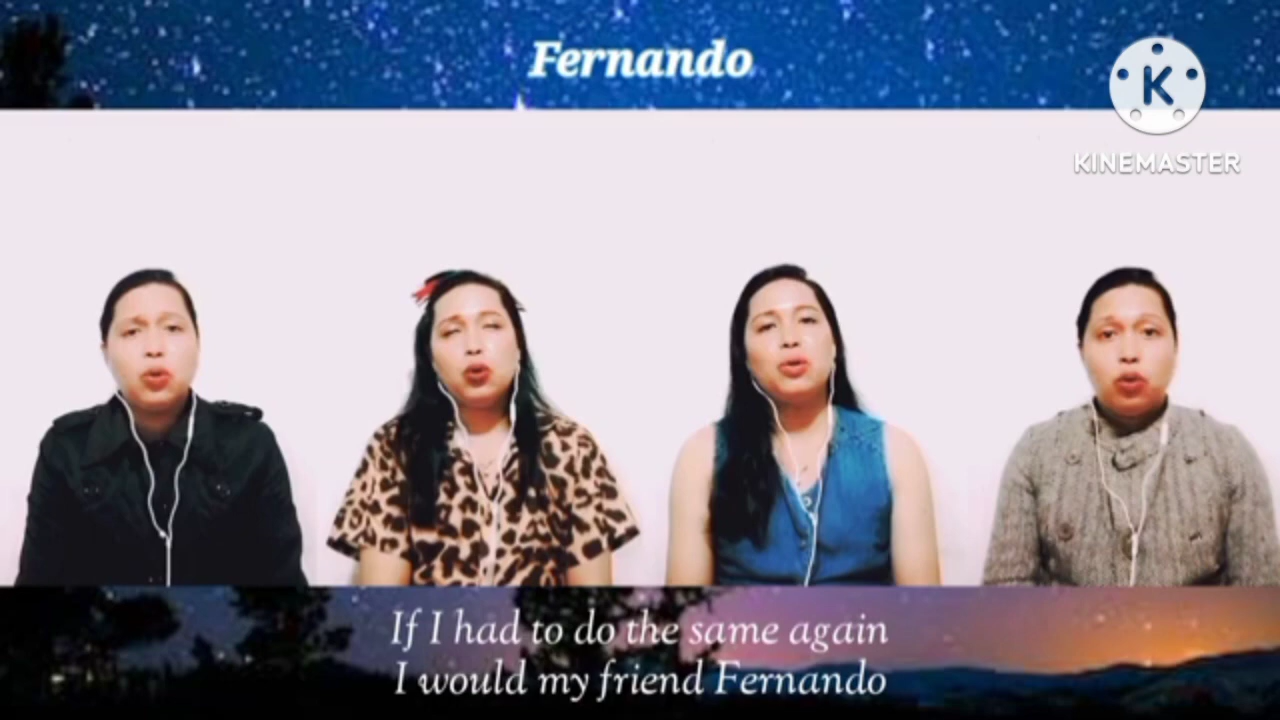 Fernando
K
KINEMASTER
If I had to do the same again
I would my friend Fernando